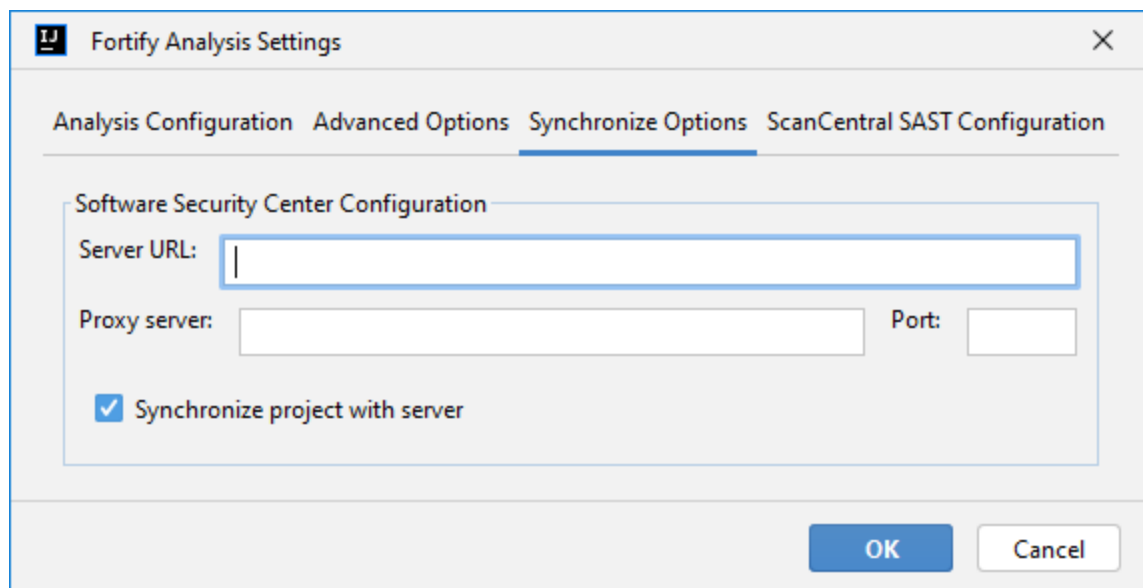 IJ Fortify Analysis Settings
Analysis Configuration Advanced Options Synchronize Options ScanCentral SAST Configuration
Software Security Center Configuration
Server URL:
Proxy server: Port:
Synchronize project with server
OK Cancel